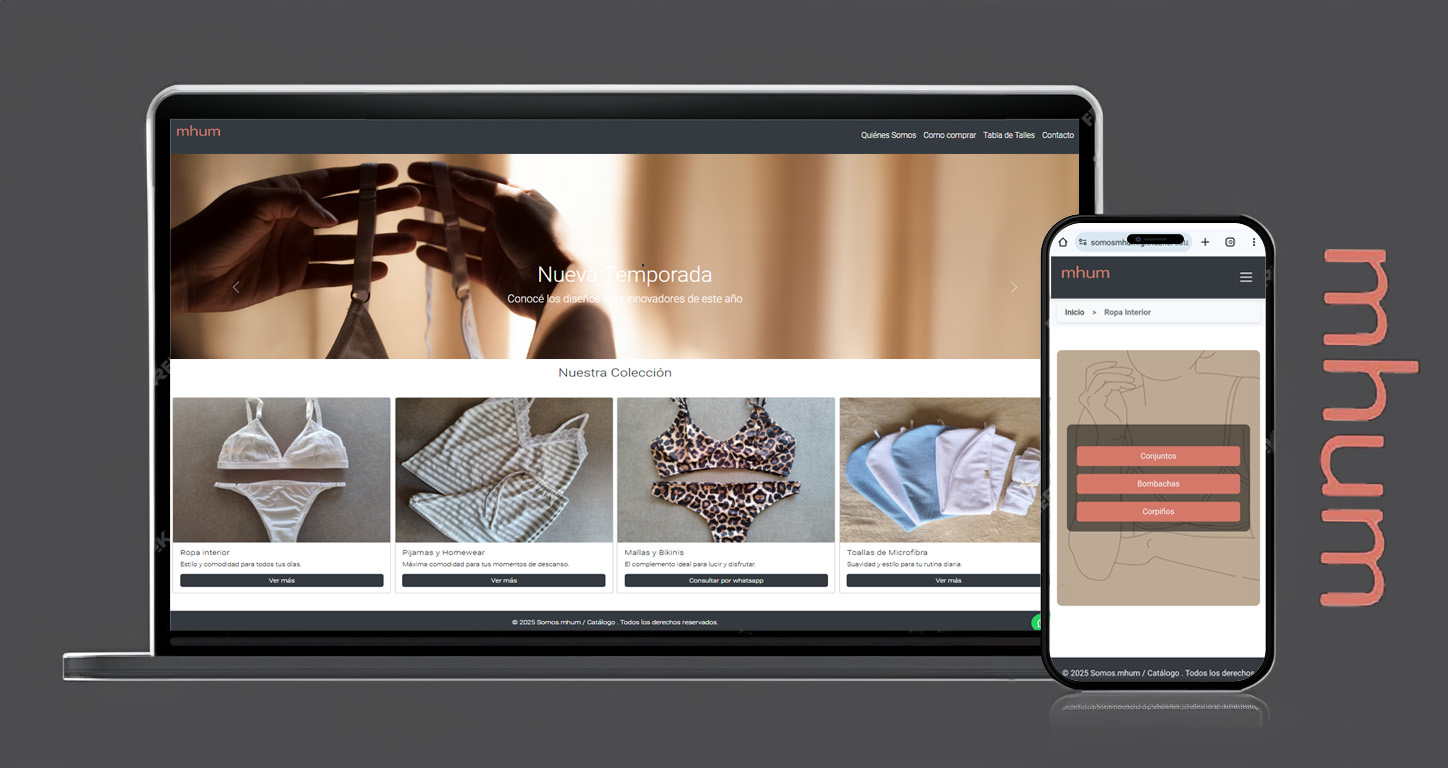 mhum
Quiénes Somos Como comprar Tabla de Talles Contacto
Nueva Temporada
Conocé los diseños más innovadores de este año
Nuestra Colección
Ropa interior
Estilo y comodidad para todos tus días.
Ver más
Pijamas y Homewear
Máxima comodidad para tus momentos de descanso.
Ver más
Mallas y Bikinis
El complemento ideal para lucir y disfrutar.
Consultar por whatsapp
Toallas de Microfibra
Suavidad y estilo para tu rutina diaria.
Ver más
© 2025 Somos.mhum / Catálogo . Todos los derechos reservados.
mhum
Inicio > Ropa Interior
Conjuntos
Bombachas
Corpiños
© 2025 Somos.mhum / Catálogo . Todos los derechos
mhum